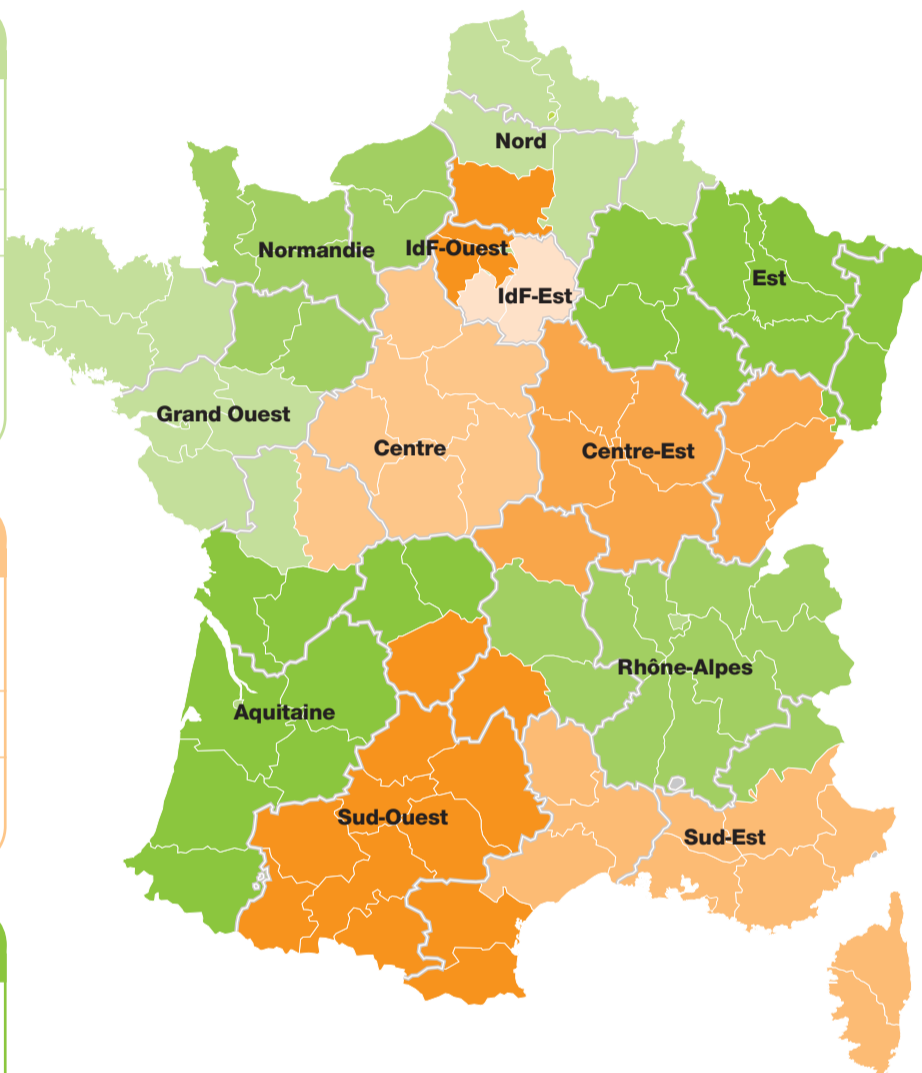 Nord
Normandie
IdF-Ouest
Est
IdF-Est
Grand Ouest
Centre
Centre-Est
Rhône-Alpes
Aquitaine
Sud-Ouest
Sud-Est